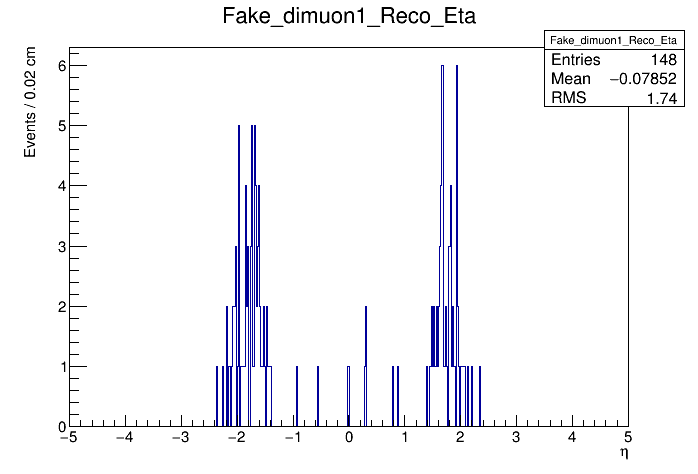 Fake_dimuon1_Reco_Eta
Fake_dimuon1_Reco_Eta
Entries 148
Mean −0.07852
RMS 1.74
Events / 0.02 cm
6
5
4
3
2
1
0
−5 −4 −3 −2 −1 0 1 2 3 4 5
η